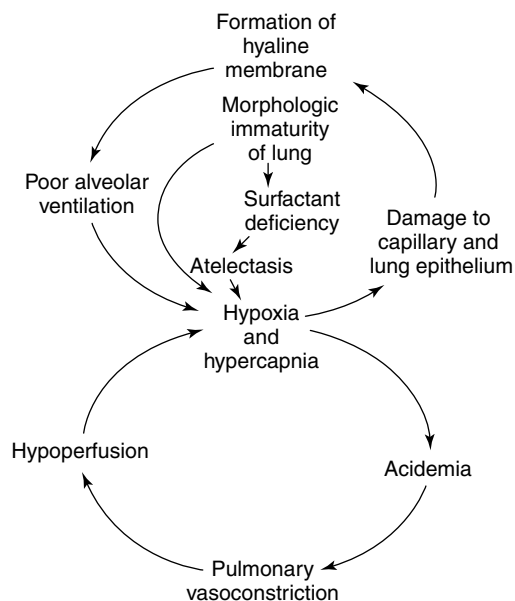 Formation of
hyaline
membrane
Morphologic
immaturity
of lung
Poor alveolar
ventilation
Surfactant
deficiency
Damage to
capillary and
lung epithelium
Atelectasis
Hypoxia
and
hypercapnia
Hypoperfusion
Acidemia
Pulmonary
vasoconstriction